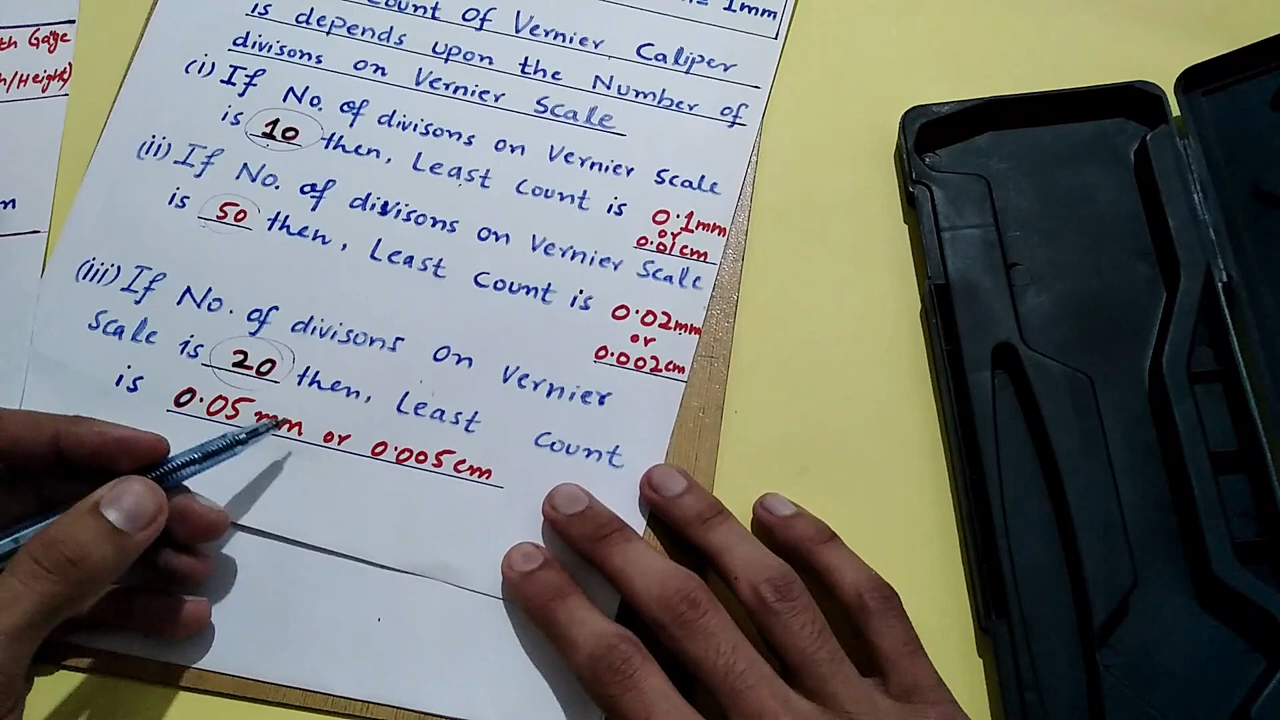 th Gage
/Height)
m
= 1mm
ount of Vernier Caliper
is depends upon the Number of
divisons on Vernier Scale
(i) If No. of divisons on Vernier Scale
is 10 then, Least count is 0.1mm
or
0.01cm
(ii) If No. of divisons on Vernier Scale
is 50 then, Least Count is 0.02mm
or
0.002cm
(iii) If No. of divisons on Vernier
Scale is 20 then, Least Count
is 0.05mm or 0.005cm